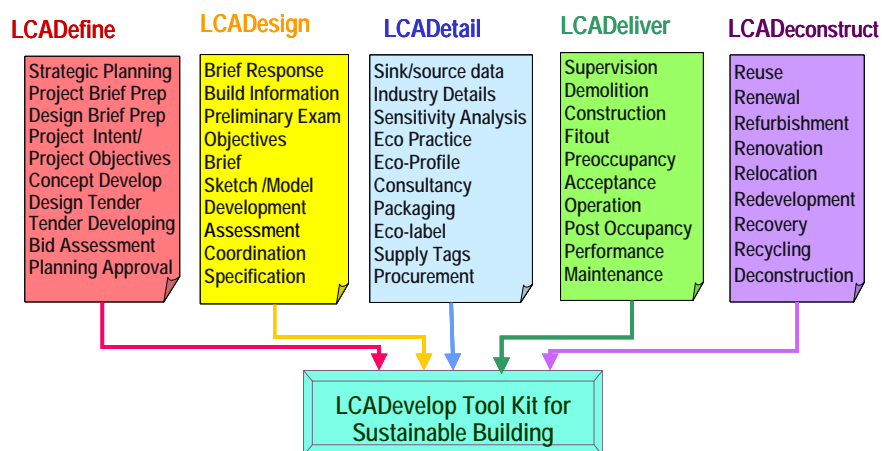 LCADefine
Strategic Planning
Project Brief Prep
Design Brief Prep
Project Intent/
Project Objectives
Concept Develop
Design Tender
Tender Developing
Bid Assessment
Planning Approval
LCADesign
Brief Response
Build Information
Preliminary Exam
Objectives
Brief
Sketch /Model
Development
Assessment
Coordination
Specification
LCADetail
Sink/source data
Industry Details
Sensitivity Analysis
Eco Practice
Eco-Profile
Consultancy
Packaging
Eco-label
Supply Tags
Procurement
LCADeliver
Supervision
Demolition
Construction
Fitout
Preoccupancy
Acceptance
Operation
Post Occupancy
Performance
Maintenance
LCADeconstruct
Reuse
Renewal
Refurbishment
Renovation
Relocation
Redevelopment
Recovery
Recycling
Deconstruction
LCADevelop Tool Kit for
Sustainable Building